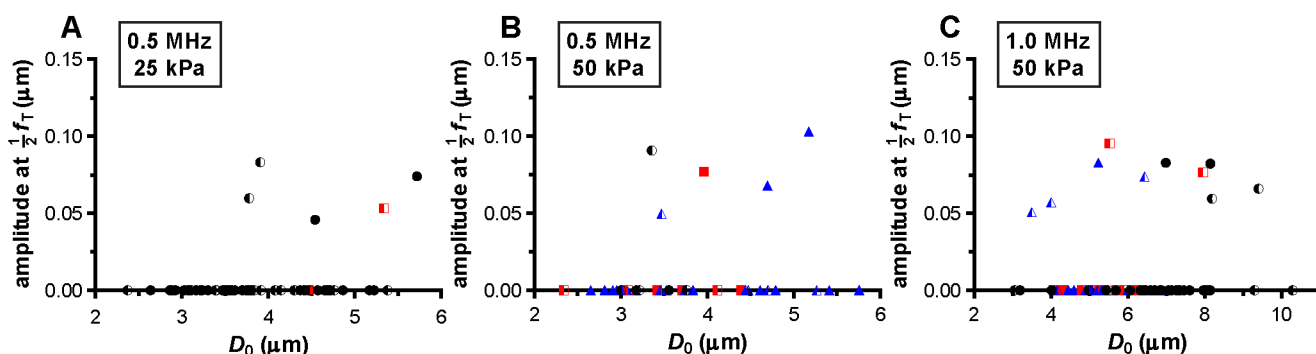 A
0.5 MHz
25 kPa
amplitude at ½ fT (μm)
0.15
0.10
0.05
0.00
2 3 4 5 6
D0 (μm)
B
0.5 MHz
50 kPa
amplitude at ½ fT (μm)
0.15
0.10
0.05
0.00
2 3 4 5 6
D0 (μm)
C
1.0 MHz
50 kPa
amplitude at ½ fT (μm)
0.15
0.10
0.05
0.00
2 4 6 8 10
D0 (μm)